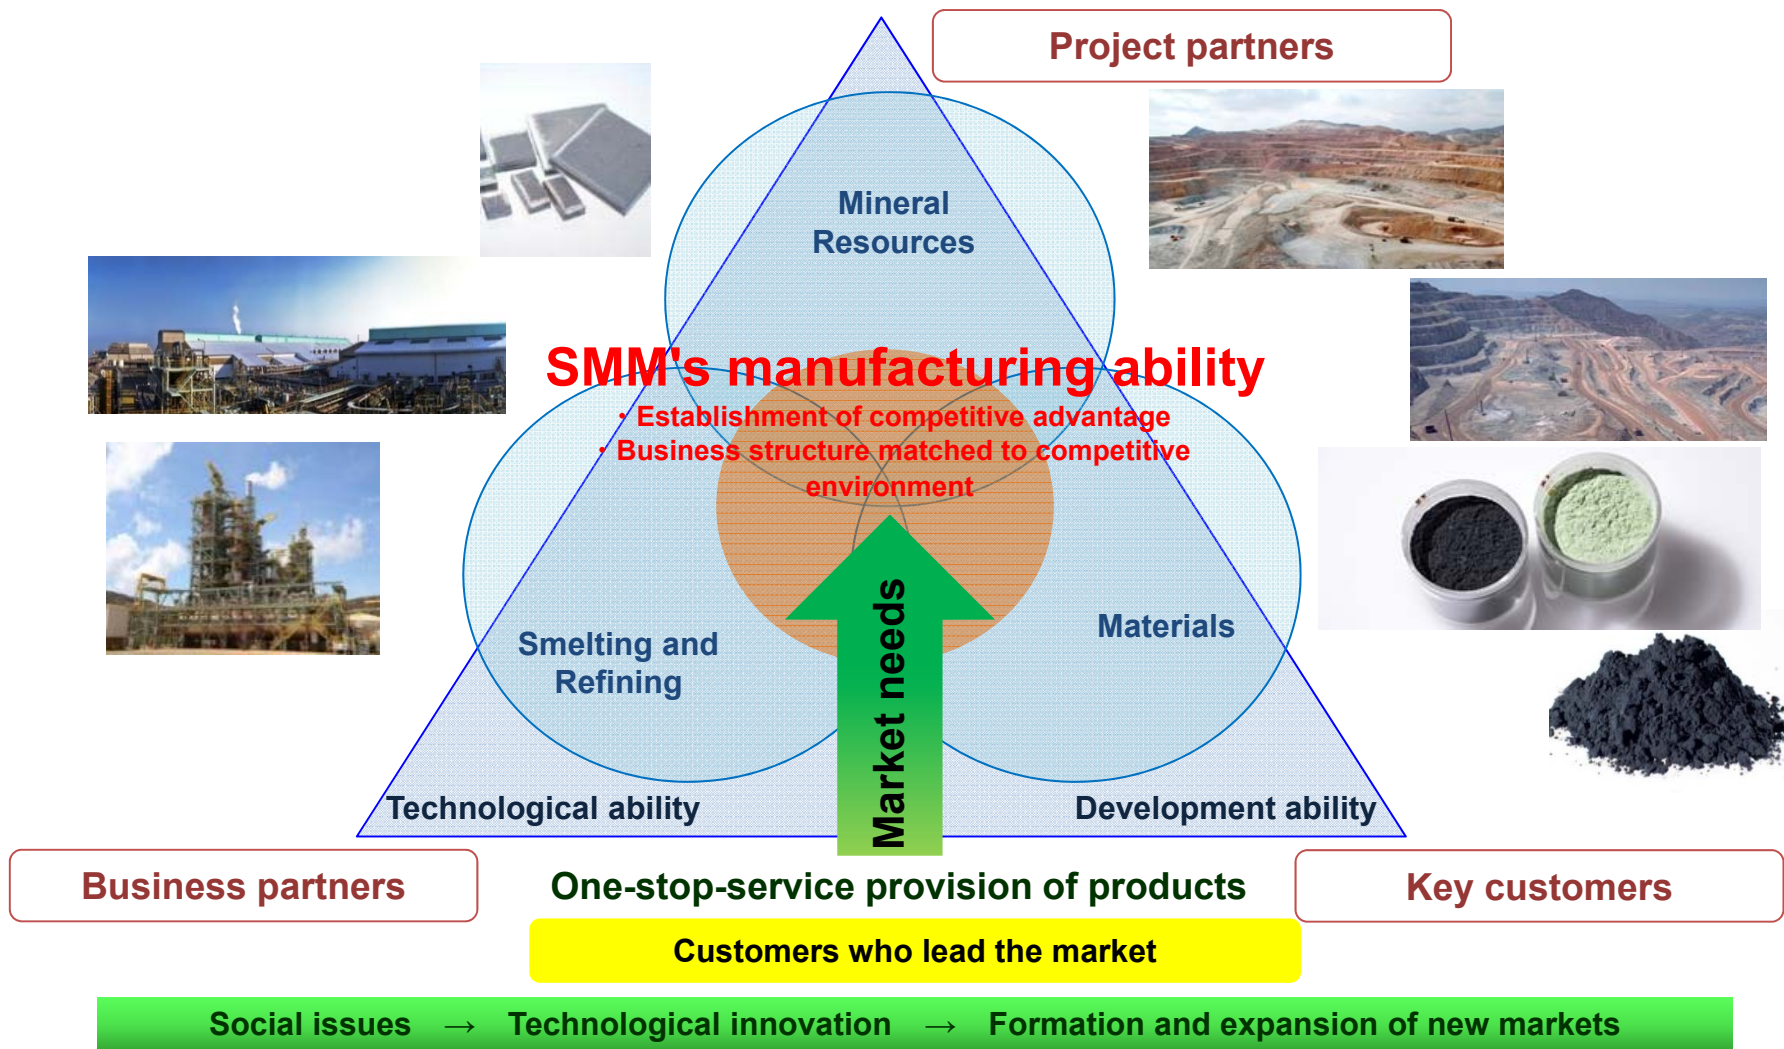 Project partners
Mineral
Resources
SMM's manufacturing ability
・Establishment of competitive advantage
・Business structure matched to competitive
environment
Market needs
Smelting and
Refining
Materials
Technological ability
Development ability
Business partners
One-stop-service provision of products
Key customers
Customers who lead the market
Social issues → Technological innovation → Formation and expansion of new markets